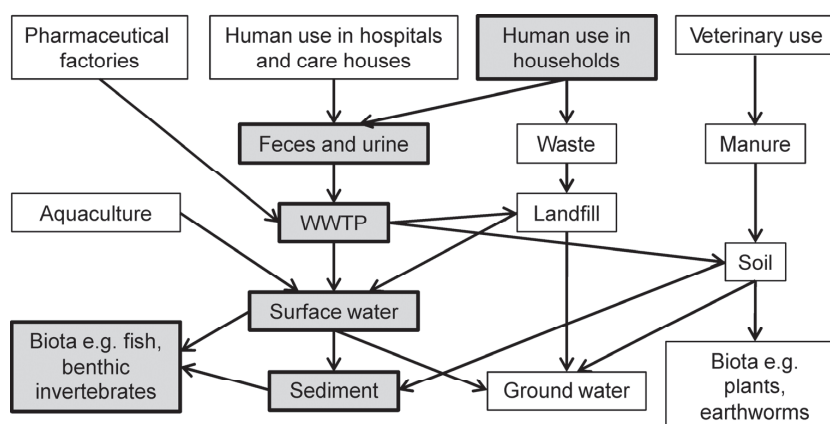 Pharmaceutical
factories
Human use in hospitals
and care houses
Human use in
households
Veterinary use
Feces and urine
Waste
Manure
Aquaculture
WWTP
Landfill
Soil
Surface water
Biota e.g. fish,
benthic
invertebrates
Sediment
Ground water
Biota e.g.
plants,
earthworms